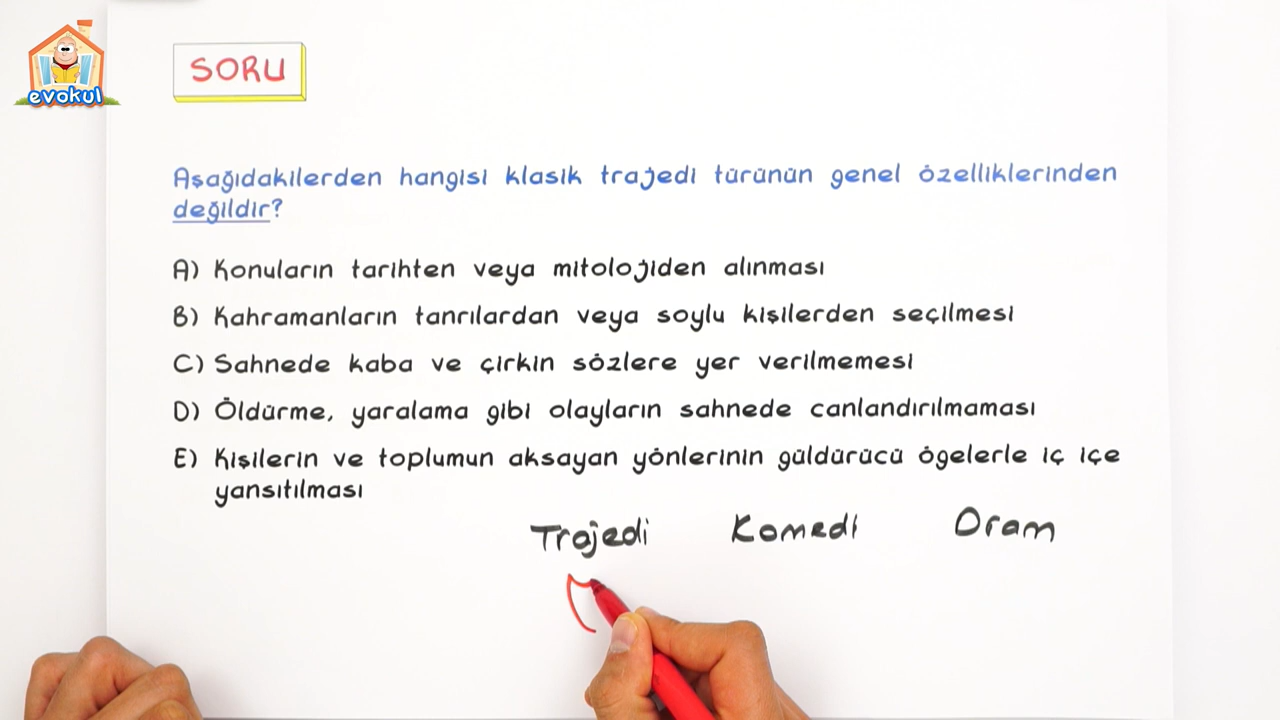 evokul
SORU
Aşağıdakilerden hangisi klasik trajedi türünün genel özelliklerinden
değildir?
A) Konuların tarihten veya mitolojiden alınması
B) Kahramanların tanrılardan veya soylu kişilerden seçilmesi
C) Sahnede kaba ve çirkin sözlere yer verilmemesi
D) Öldürme, yaralama gibi olayların sahnede canlandırılmaması
E) Kişilerin ve toplumun aksayan yönlerinin güldürücü ögelerle iç içe
yansıtılması
Trajedi Komedi Dram